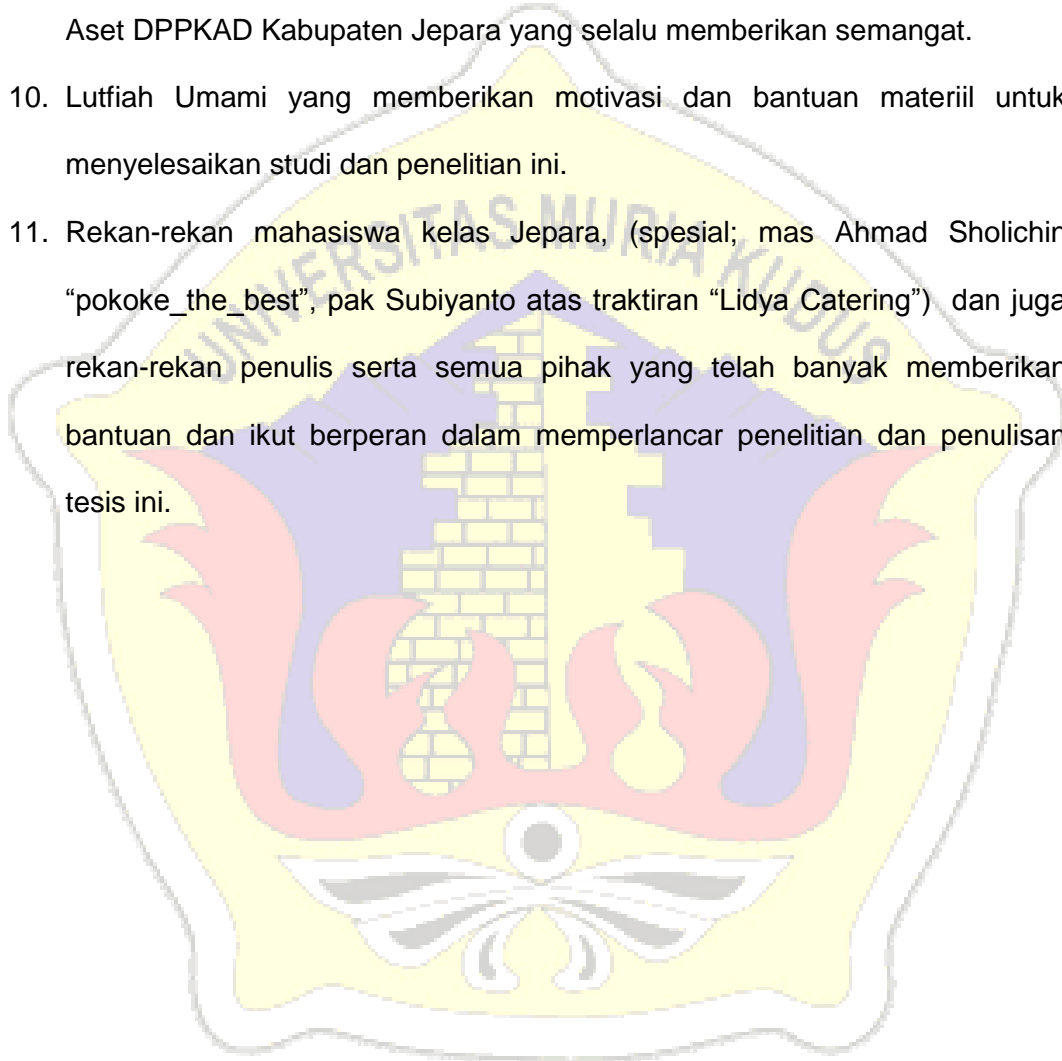 Aset DPPKAD Kabupaten Jepara yang selalu memberikan semangat.
10. Lutfiah Umami yang memberikan motivasi dan bantuan materiil untuk
menyelesaikan studi dan penelitian ini.
11. Rekan-rekan mahasiswa kelas Jepara, (spesial; mas Ahmad Sholichin
“pokoke_the_best”, pak Subiyanto atas traktiran “Lidya Catering”) dan juga
rekan-rekan penulis serta semua pihak yang telah banyak memberikan
bantuan dan ikut berperan dalam memperlancar penelitian dan penulisan
tesis ini.
UNIVERSITAS MURIA KUDUS